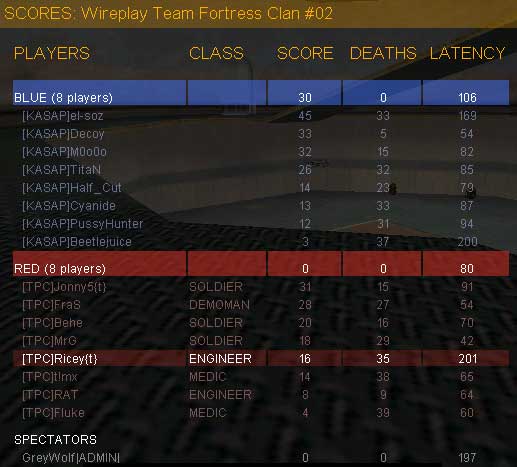 SCORES: Wireplay Team Fortress Clan #02
PLAYERS CLASS SCORE DEATHS LATENCY
BLUE (8 players) 30 0 106
[KASAP]el-soz 45 33 169
[KASAP]Decoy 33 5 54
[KASAP]M0o0o 32 15 82
[KASAP]TitaN 26 32 85
[KASAP]Half_Cut 14 23 79
[KASAP]Cyanide 13 33 87
[KASAP]PussyHunter 12 31 94
[KASAP]Beetlejuice 3 37 200
RED (8 players) 0 0 80
[TPC]Jonny5{t} SOLDIER 31 15 91
[TPC]FraS DEMOMAN 28 27 54
[TPC]Behe SOLDIER 20 16 70
[TPC]MrG SOLDIER 18 29 42
[TPC]Ricey{t} ENGINEER 16 35 201
[TPC]t!mx MEDIC 14 38 65
[TPC]RAT ENGINEER 8 9 64
[TPC]Fluke MEDIC 4 39 60
SPECTATORS
GreyWolf|ADMIN| 0 0 197